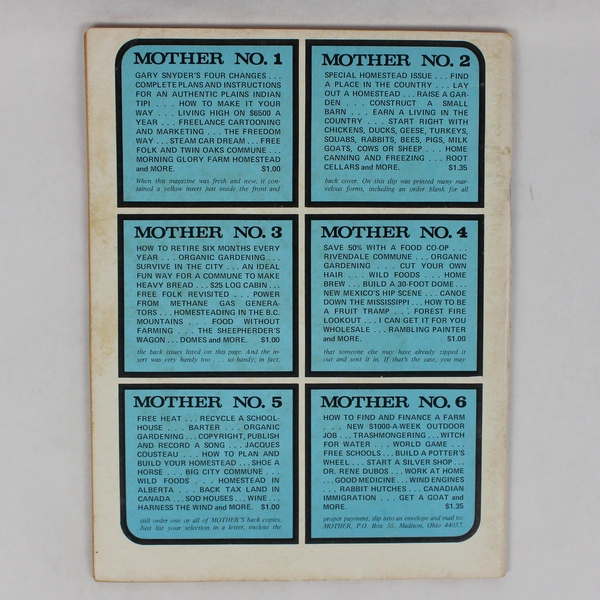 MOTHER NO. 1
GARY SNYDER'S FOUR CHANGES . . .
COMPLETE PLANS AND INSTRUCTIONS
FOR AN AUTHENTIC PLAINS INDIAN
TIPI . . . HOW TO MAKE IT YOUR
WAY . . . LIVING HIGH ON $6500 A
YEAR . . . FREELANCE CARTOONING
AND MARKETING . . . THE FREEDOM
WAY . . . STEAM CAR DREAM . . . FREE
FOLK AND TWIN OAKS COMMUNE . . .
MORNING GLORY FARM HOMESTEAD
and MORE. $1.00
When this magazine was fresh and new, it con-
tained a yellow insert just inside the front and
MOTHER NO. 2
SPECIAL HOMESTEAD ISSUE . . . FIND
A PLACE IN THE COUNTRY . . . LAY
OUT A HOMESTEAD . . . RAISE A GAR-
DEN . . . CONSTRUCT A SMALL
BARN . . . EARN A LIVING IN THE
COUNTRY . . . START RIGHT WITH
CHICKENS, DUCKS, GEESE, TURKEYS,
SQUABS, RABBITS, BEES, PIGS, MILK
GOATS, COWS OR SHEEP . . . HOME
CANNING AND FREEZING . . . ROOT
CELLARS and MORE. $1.35
back cover. On this slip was printed many mar-
velous forms, including an order blank for all
MOTHER NO. 3
HOW TO RETIRE SIX MONTHS EVERY
YEAR . . . ORGANIC GARDENING . . .
SURVIVE IN THE CITY . . . AN IDEAL
FUN WAY FOR A COMMUNE TO MAKE
HEAVY BREAD . . . $25 LOG CABIN . . .
FREE FOLK REVISITED . . . POWER
FROM METHANE GAS GENERA-
TORS . . . HOMESTEADING IN THE B.C.
MOUNTAINS . . . FOOD WITHOUT
FARMING . . . THE SHEEPHERDER'S
WAGON . . . DOMES and MORE. $1.00
the back issues listed on this page. And the in-
sert was very handy too . . . so handy, in fact,
MOTHER NO. 4
SAVE 50% WITH A FOOD CO-OP . . .
RIVENDALE COMMUNE . . . ORGANIC
GARDENING . . . CUT YOUR OWN
HAIR . . . WILD FOODS . . . HOME
BREW . . . BUILD A 30-FOOT DOME . . .
NEW MEXICO'S HIP SCENE . . . CANOE
DOWN THE MISSISSIPPI . . . HOW TO BE
A FRUIT TRAMP . . . FOREST FIRE
LOOKOUT . . . I CAN GET IT FOR YOU
WHOLESALE . . . RAMBLING PAINTER
and MORE. $1.00
that someone else may have already zipped it
out and sent it in. If that's the case, you may
MOTHER NO. 5
FREE HEAT . . . RECYCLE A SCHOOL-
HOUSE . . . BARTER . . . ORGANIC
GARDENING . . . COPYRIGHT, PUBLISH
AND RECORD A SONG . . . JACQUES
COUSTEAU . . . HOW TO PLAN AND
BUILD YOUR HOMESTEAD . . . SHOE A
HORSE . . . BIG CITY COMMUNE . . .
WILD FOODS . . . HOMESTEAD IN
ALBERTA . . . BACK TAX LAND IN
CANADA . . . SOD HOUSES . . . WINE . . .
HARNESS THE WIND and MORE. $1.00
still order one or all of MOTHER'S back copies.
Just list your selection in a letter, enclose the
MOTHER NO. 6
HOW TO FIND AND FINANCE A FARM
. . . NEW $1000-A-WEEK OUTDOOR
JOB . . . TRASHMONGERING . . . WITCH
FOR WATER . . . WORLD GAME . . .
FREE SCHOOLS . . . BUILD A POTTER'S
WHEEL . . . START A SILVER SHOP . . .
DR. RENE DUBOS . . . WORK AT HOME
. . . GOOD MEDICINE . . . WIND ENGINES
. . . RABBIT HUTCHES . . . CANADIAN
IMMIGRATION . . . GET A GOAT and
MORE. $1.35
proper payment, slip into an envelope and mail to:
MOTHER, P.O. Box 38, Madison, Ohio 44057.